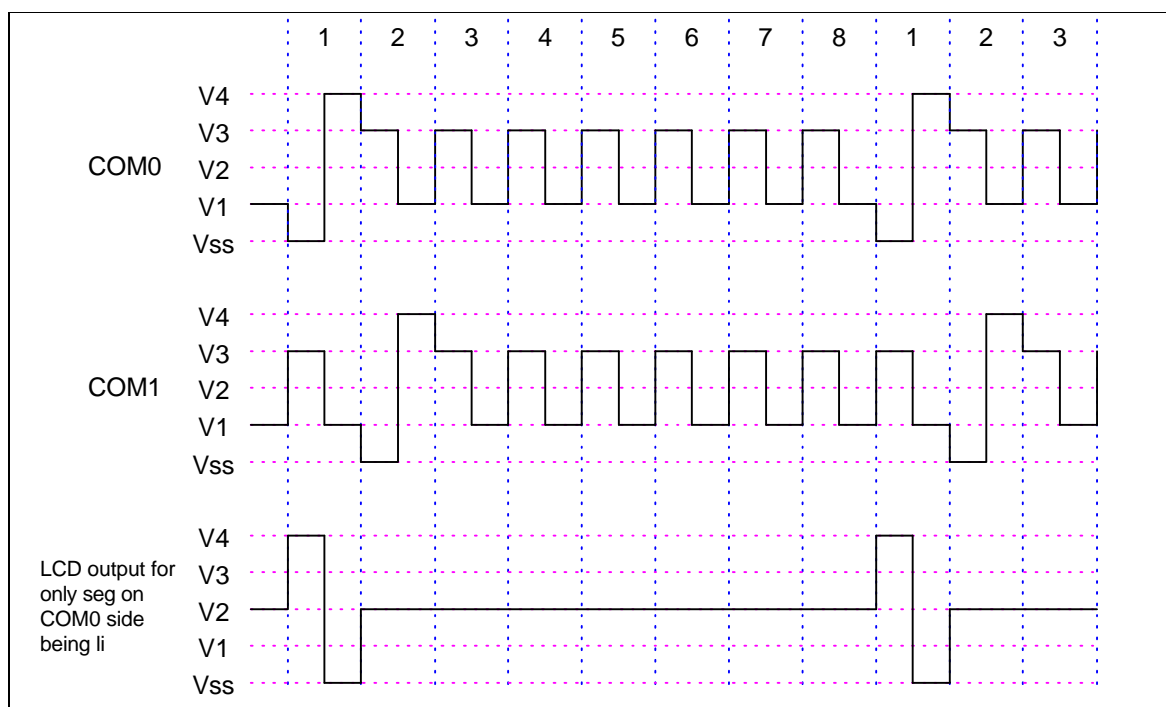 1 2 3 4 5 6 7 8 1 2 3
V4
V3
COM0
V2
V1
Vss
V4
V3
COM1
V2
V1
Vss
V4
V3
V2
V1
Vss
LCD output for
only seg on
COM0 side
being li